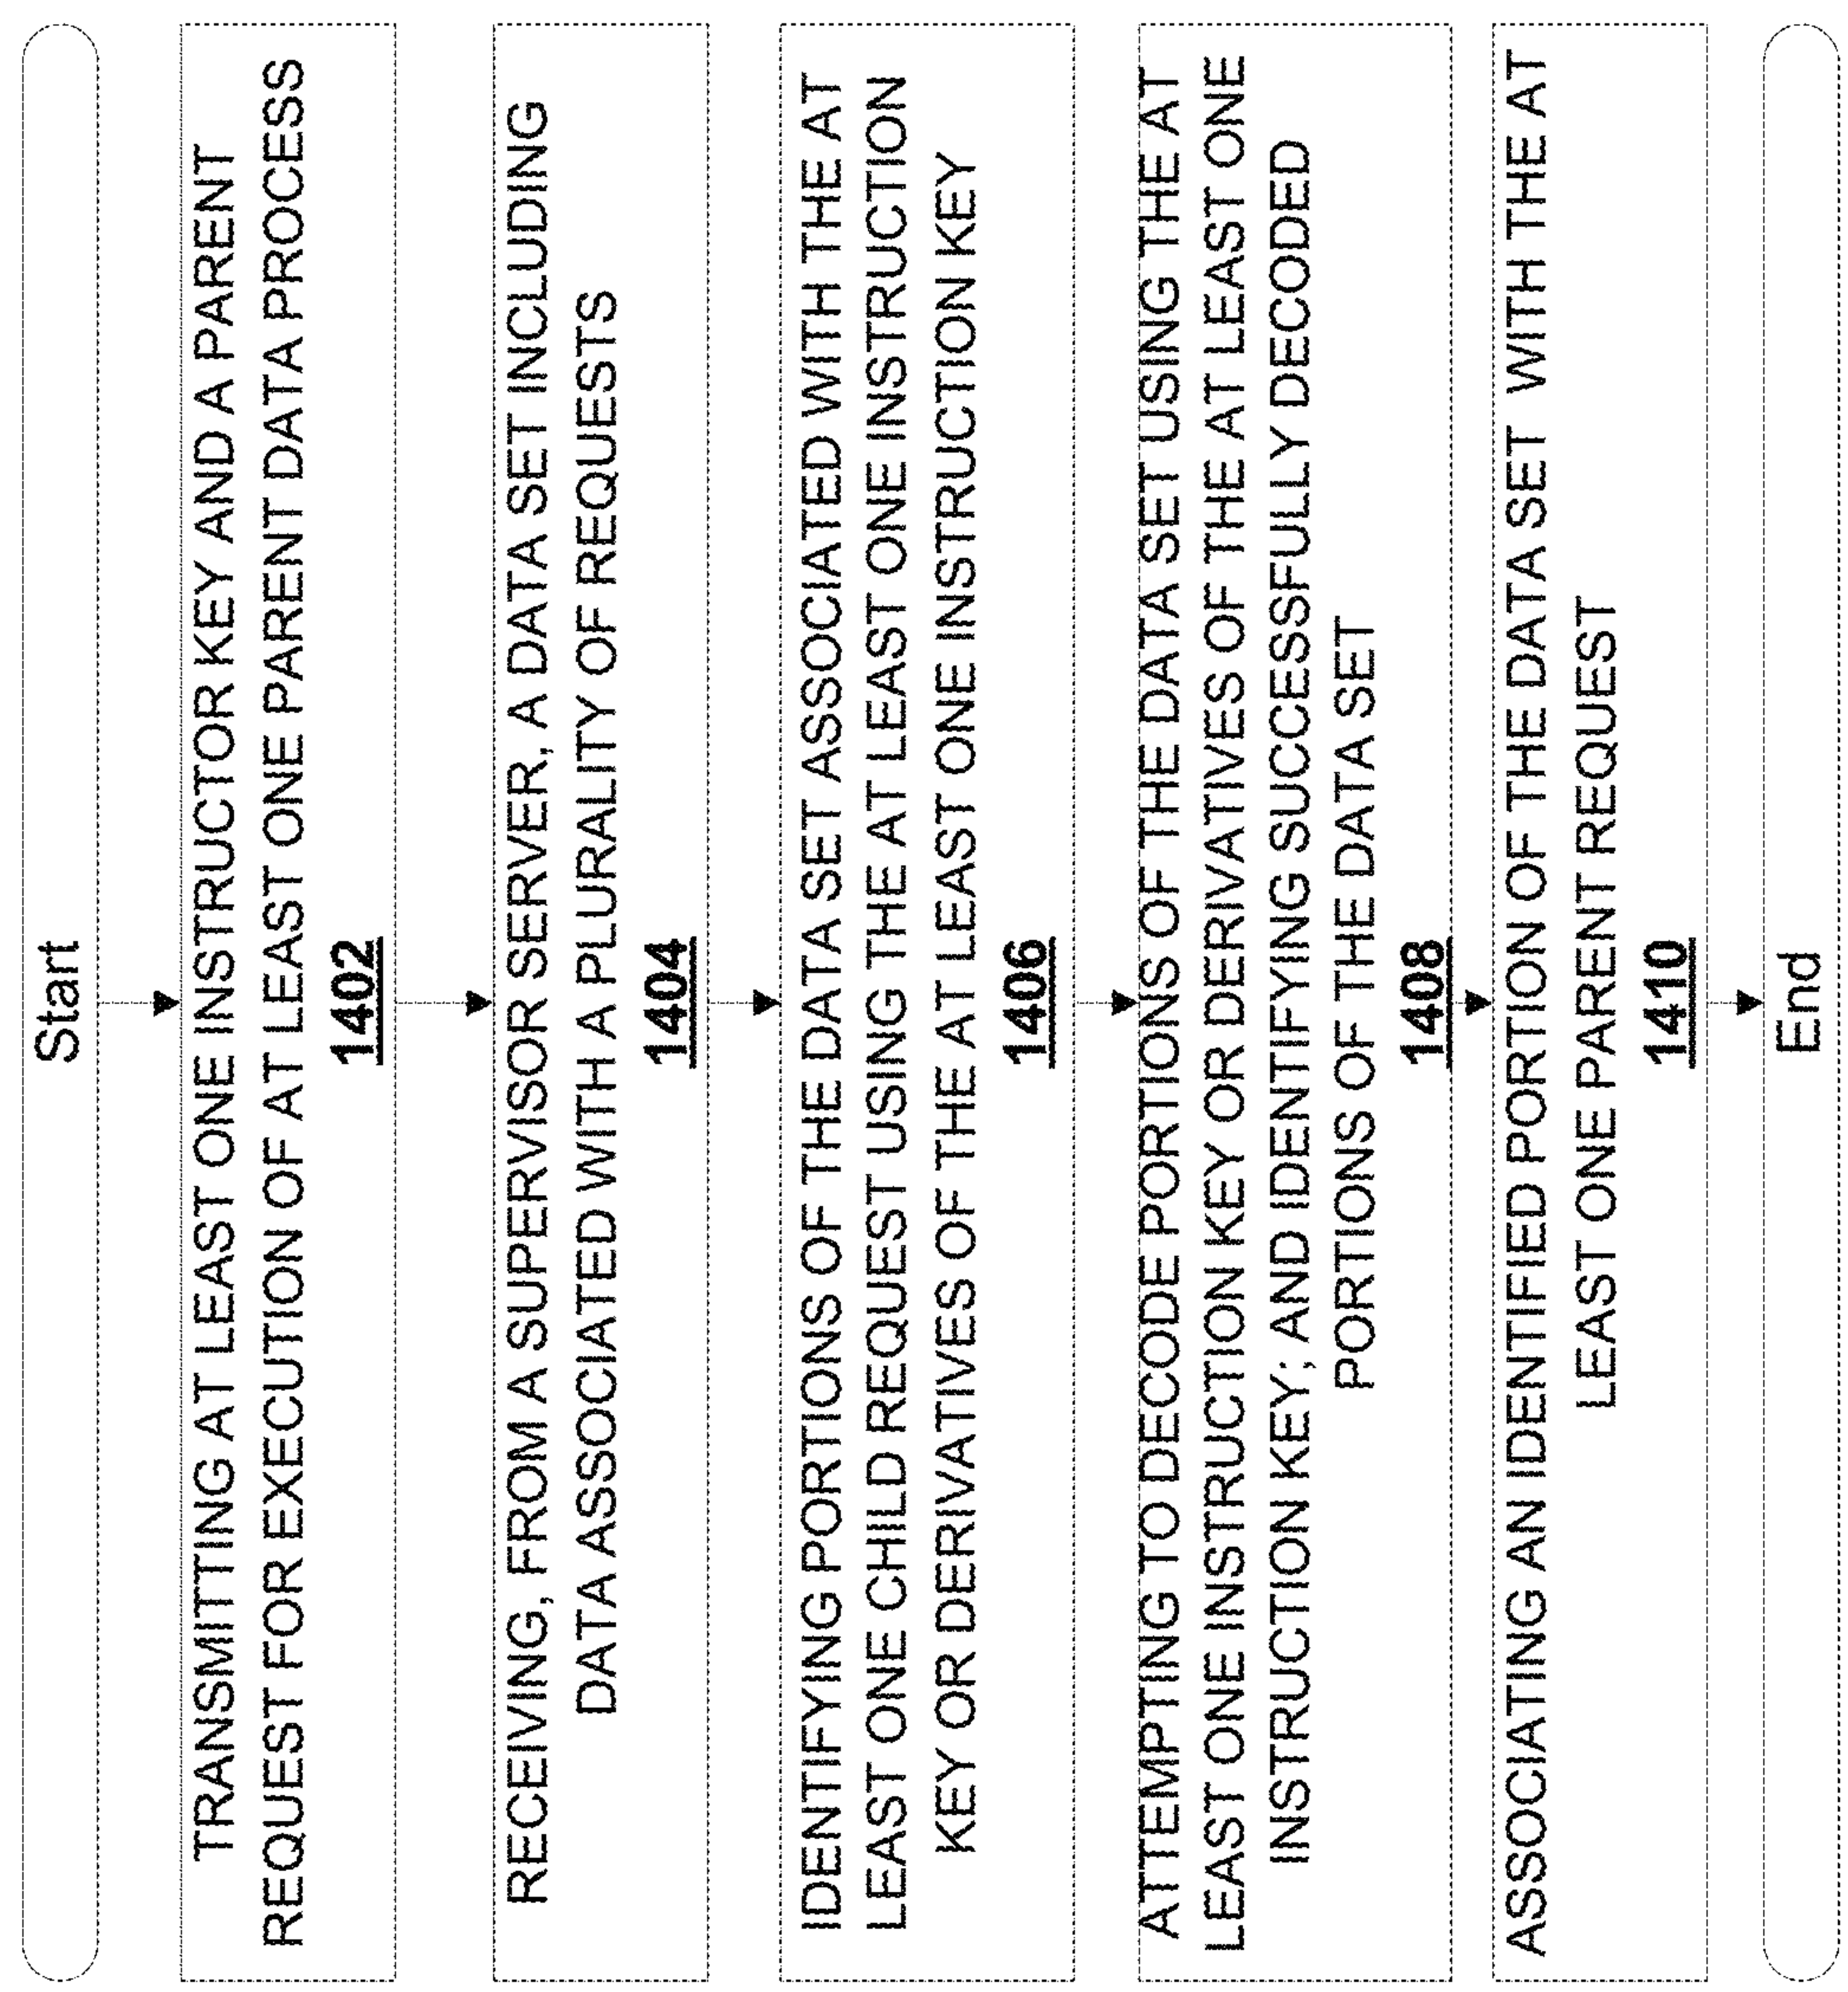 Start
TRANSMITTING AT LEAST ONE INSTRUCTOR KEY AND A PARENT
REQUEST FOR EXECUTION OF AT LEAST ONE PARENT DATA PROCESS
1402
RECEIVING, FROM A SUPERVISOR SERVER, A DATA SET INCLUDING
DATA ASSOCIATED WITH A PLURALITY OF REQUESTS
1404
IDENTIFYING PORTIONS OF THE DATA SET ASSOCIATED WITH THE AT
LEAST ONE CHILD REQUEST USING THE AT LEAST ONE INSTRUCTION
KEY OR DERIVATIVES OF THE AT LEAST ONE INSTRUCTION KEY
1406
ATTEMPTING TO DECODE PORTIONS OF THE DATA SET USING THE AT
LEAST ONE INSTRUCTION KEY OR DERIVATIVES OF THE AT LEAST ONE
INSTRUCTION KEY; AND IDENTIFYING SUCCESSFULLY DECODED
PORTIONS OF THE DATA SET
1408
ASSOCIATING AN IDENTIFIED PORTION OF THE DATA SET WITH THE AT
LEAST ONE PARENT REQUEST
1410
End